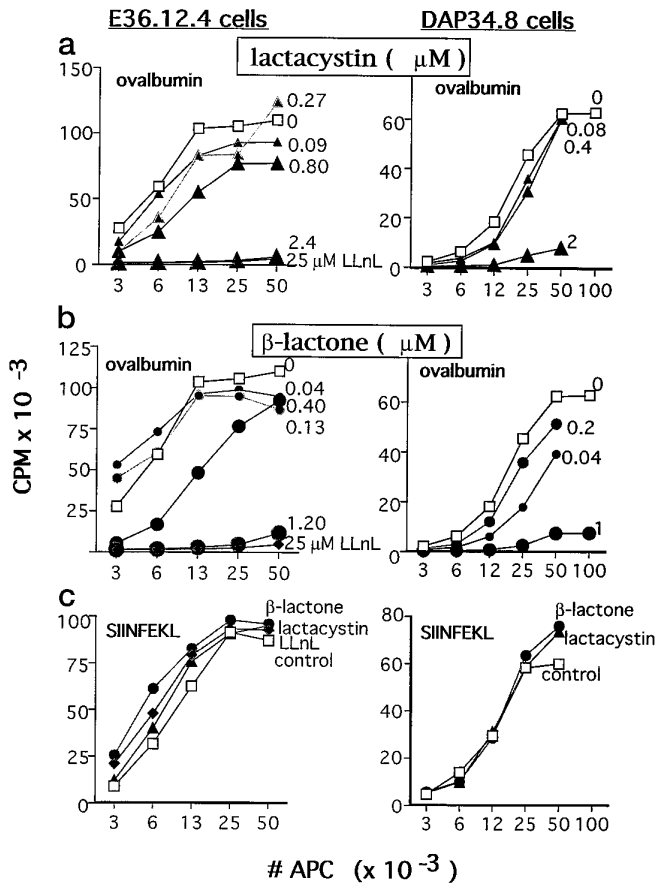 E36.12.4 cells
DAP34.8 cells
a
lactacystin ( μM )
150
100
50
0
ovalbumin
0.27
0
0.09
0.80
2.4
25 μM LLnL
3 6 13 25 50
ovalbumin
60
40
20
0
0
0.08
0.4
2
3 6 12 25 50 100
b
β-lactone ( μM )
CPM x 10 -3
125
100
75
50
25
ovalbumin
0
0.04
0.40
0.13
1.20
25 μM LLnL
3 6 13 25 50
ovalbumin
60
40
20
0
0
0.2
0.04
1
3 6 12 25 50 100
c
100
75
50
25
0
SIINFEKL
β-lactone
lactacystin
LLnL
control
3 6 13 25 50
80
60
40
20
0
SIINFEKL
β-lactone
lactacystin
control
3 6 12 25 50 100
# APC (x 10 -3)